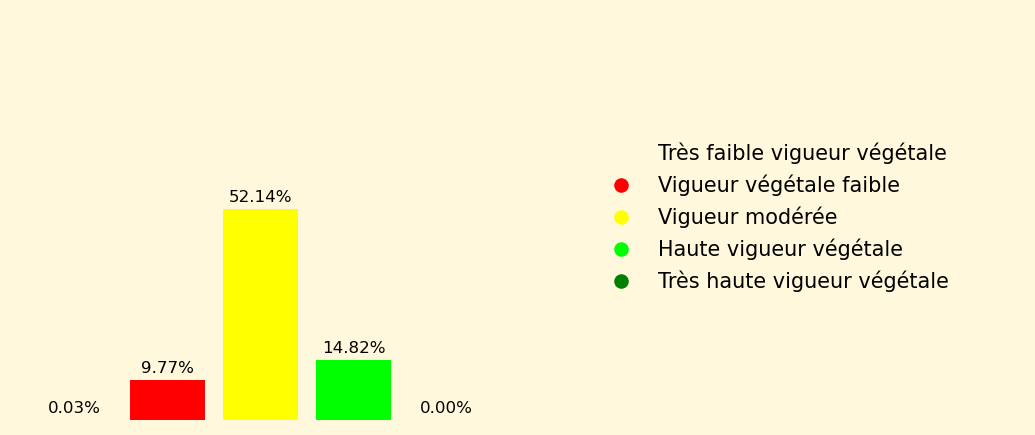 52.14%
14.82%
9.77%
0.03%
0.00%
Très faible vigueur végétale
Vigueur végétale faible
Vigueur modérée
Haute vigueur végétale
Très haute vigueur végétale